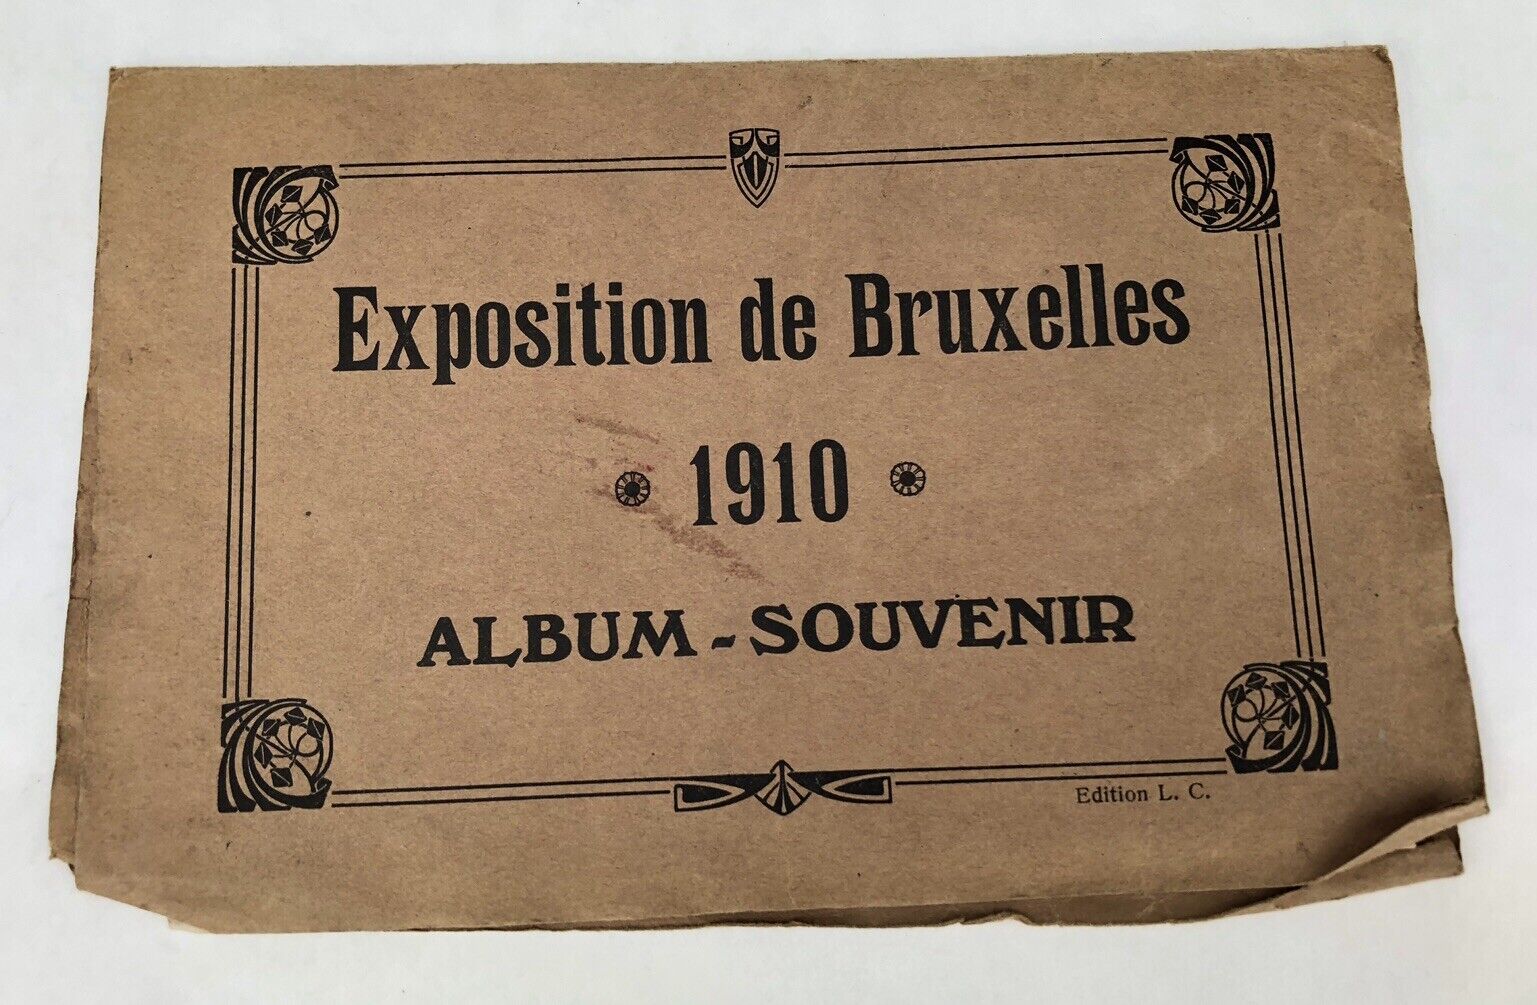 Exposition de Bruxelles
1910
ALBUM - SOUVENIR
Edition L. C.